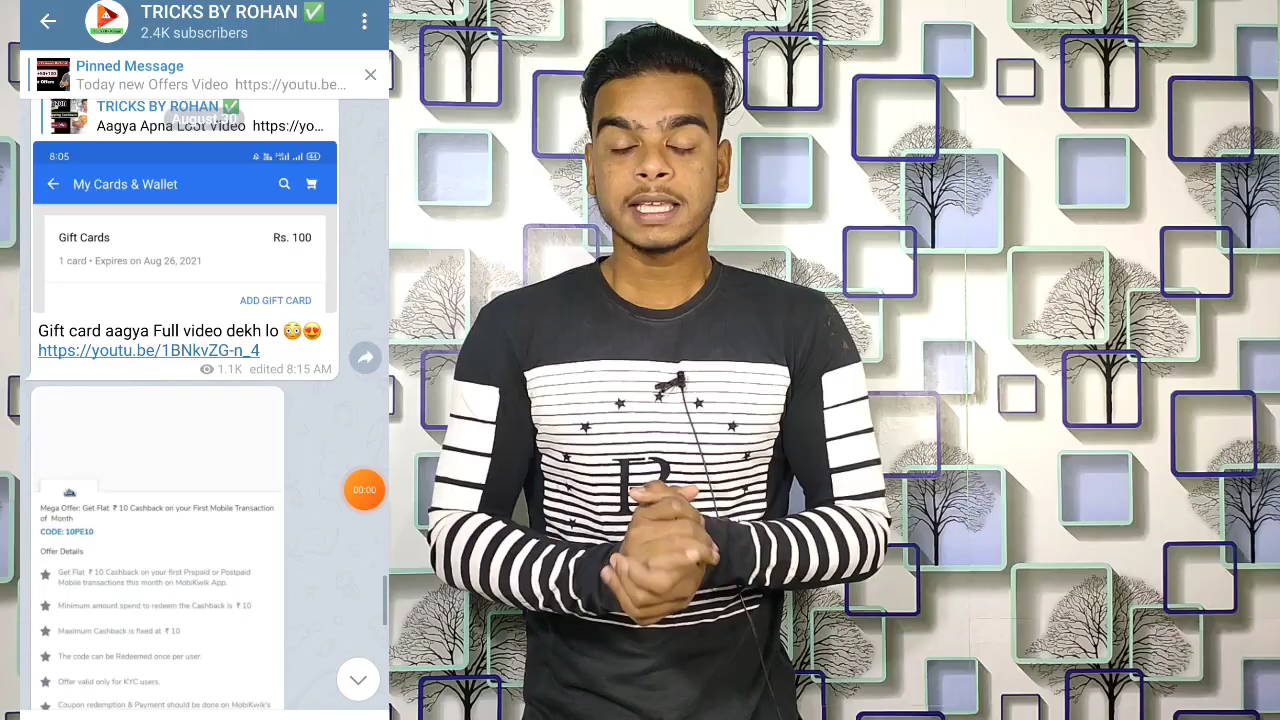 TRICKS BY ROHAN ✅
2.4K subscribers
Pinned Message
Today new Offers Video https://youtu.be...
TRICKS BY ROHAN ✅
Aagya Apna Loot Video https://yo...
August 30
8:05
My Cards & Wallet
Gift Cards Rs. 100
1 card • Expires on Aug 26, 2021
ADD GIFT CARD
Gift card aagya Full video dekh lo 😳😍
https://youtu.be/1BNkvZG-n_4
1.1K edited 8:15 AM
Mega Offer: Get Flat ₹ 10 Cashback on your First Mobile Transaction
of Month
CODE: 10PE10
Offer Details
00:00
Get Flat ₹ 10 Cashback on your first Prepaid or Postpaid
Mobile transactions this month on MobiKwik App.
Minimum amount spend to redeem the Cashback is ₹ 10
Maximum Cashback is fixed at ₹ 10
The code can be Redeemed once per user.
Offer valid only for KYC users.
Coupon redemption & Payment should be done on MobiKwik's